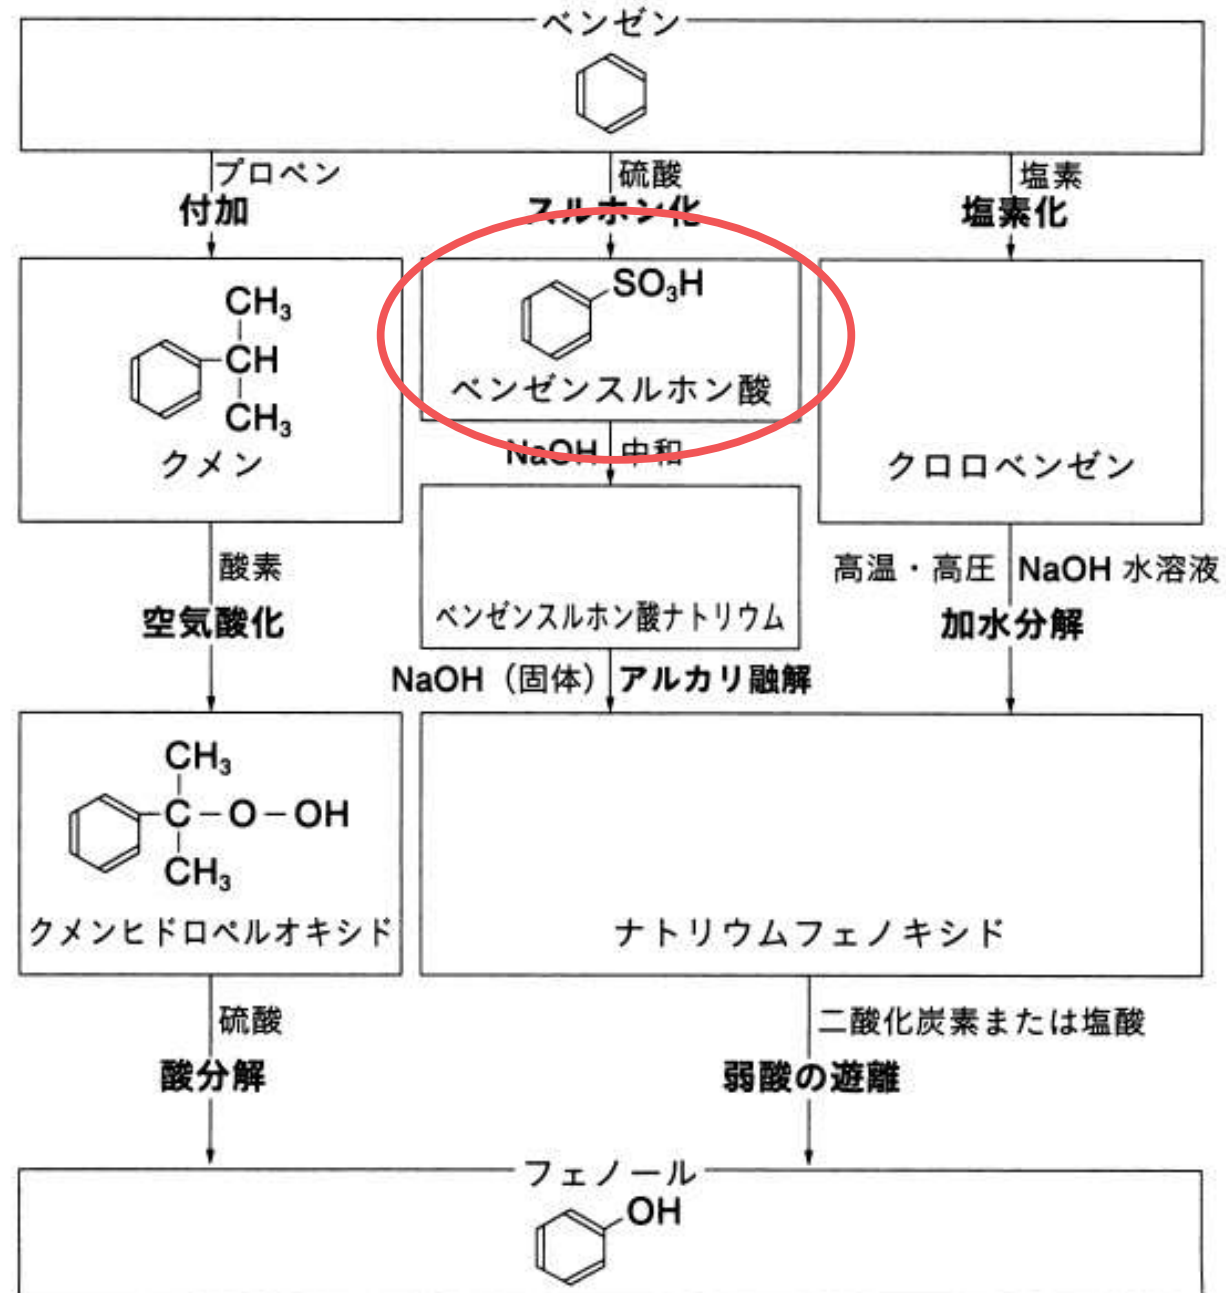 ベンゼン
プロペン
硫酸
塩素
付加
スルホン化
塩素化
CH₃
CH
CH₃
クメン
SO₃H
ベンゼンスルホン酸
クロロベンゼン
NaOH 中和
ベンゼンスルホン酸ナトリウム
酸素
空気酸化
高温・高圧 NaOH 水溶液
加水分解
NaOH（固体） アルカリ融解
CH₃
C－O－OH
CH₃
クメンヒドロペルオキシド
ナトリウムフェノキシド
硫酸
酸分解
二酸化炭素または塩酸
弱酸の遊離
フェノール
OH